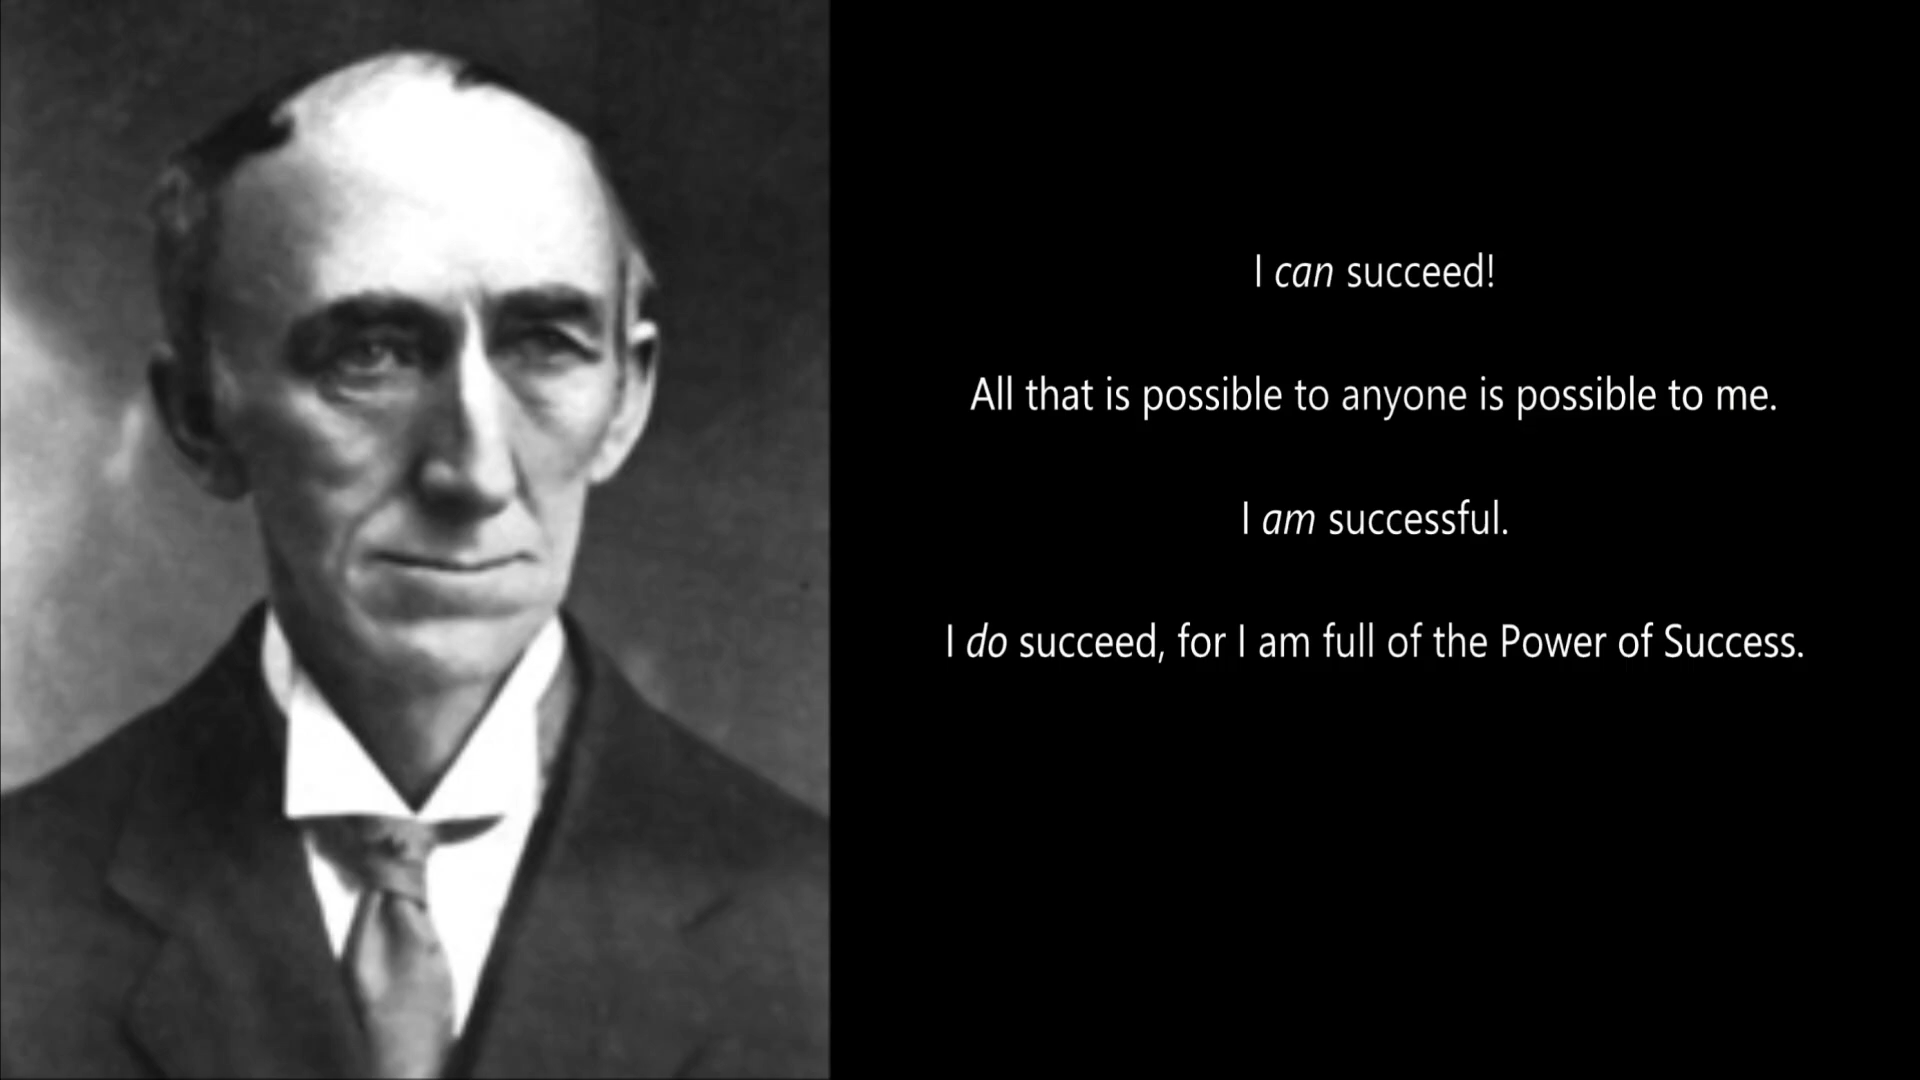 I can succeed!
All that is possible to anyone is possible to me.
I am successful.
I do succeed, for I am full of the Power of Success.